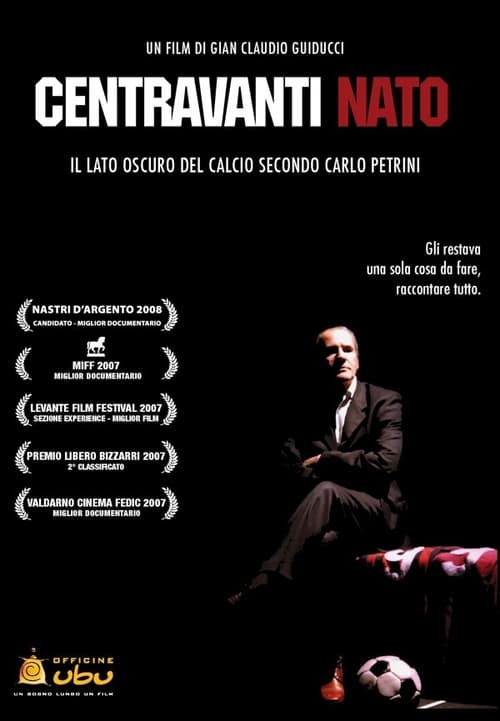 UN FILM DI GIAN CLAUDIO GUIDUCCI
CENTRAVANTI NATO
IL LATO OSCURO DEL CALCIO SECONDO CARLO PETRINI
Gli restava
una sola cosa da fare,
raccontare tutto.
NASTRI D'ARGENTO 2008
CANDIDATO - MIGLIOR DOCUMENTARIO
MIFF 2007
MIGLIOR DOCUMENTARIO
LEVANTE FILM FESTIVAL 2007
SEZIONE EXPERIENCE - MIGLIOR FILM
PREMIO LIBERO BIZZARRI 2007
2° CLASSIFICATO
VALDARNO CINEMA FEDIC 2007
MIGLIOR DOCUMENTARIO
OFFICINE
ubu
UN SOGNO LUNGO UN FILM